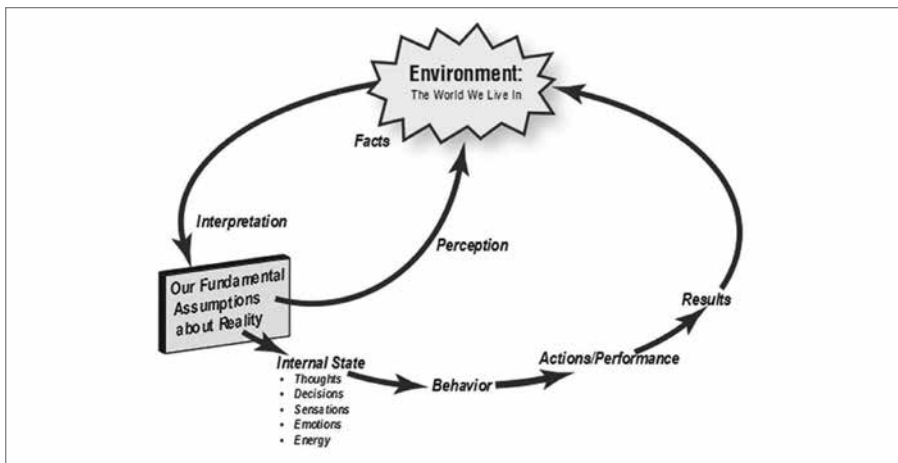 Environment:
The World We Live In
Facts
Interpretation
Perception
Our Fundamental
Assumptions
about Reality
Results
Internal State
• Thoughts
• Decisions
• Sensations
• Emotions
• Energy
Behavior
Actions/Performance